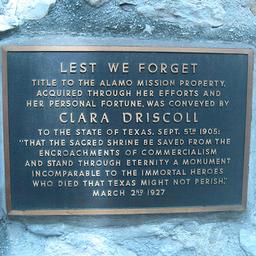 LEST WE FORGET
TITLE TO THE ALAMO MISSION PROPERTY,
ACQUIRED THROUGH HER EFFORTS AND
HER PERSONAL FORTUNE, WAS CONVEYED BY
CLARA DRISCOLL
TO THE STATE OF TEXAS, SEPT. 5TH 1905:
"THAT THE SACRED SHRINE BE SAVED FROM THE
ENCROACHMENTS OF COMMERCIALISM
AND STAND THROUGH ETERNITY A MONUMENT
INCOMPARABLE TO THE IMMORTAL HEROES
WHO DIED THAT TEXAS MIGHT NOT PERISH."
MARCH 2ND 1927